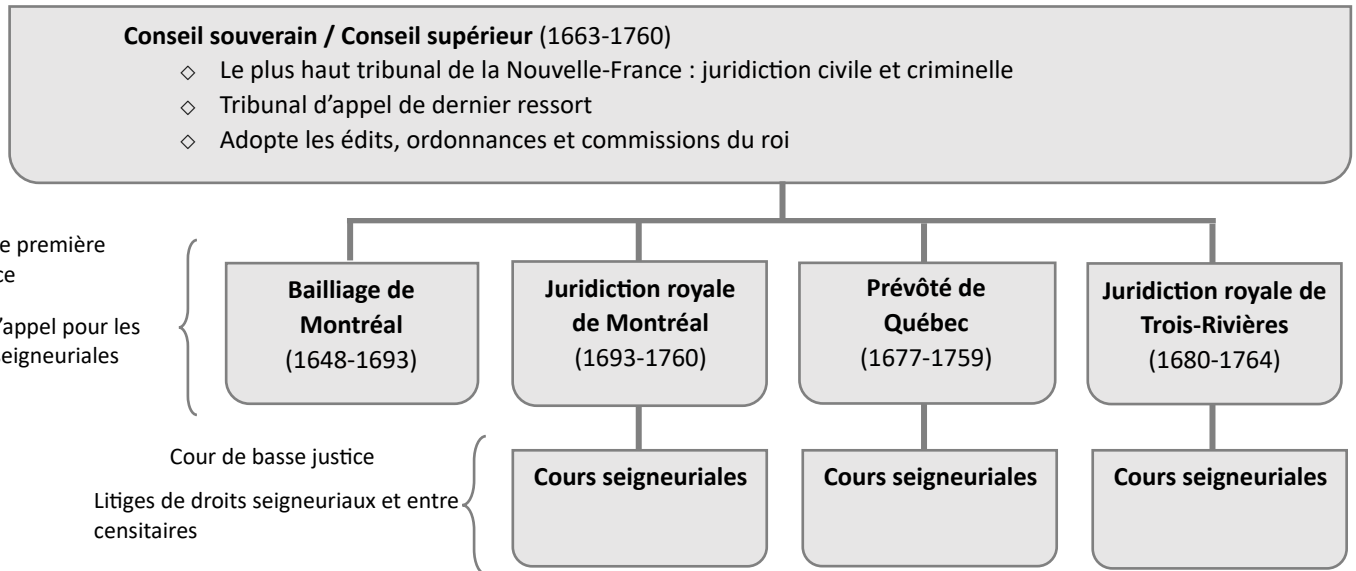 Conseil souverain / Conseil supérieur (1663-1760)
◇ Le plus haut tribunal de la Nouvelle-France : juridiction civile et criminelle
◇ Tribunal d’appel de dernier ressort
◇ Adopte les édits, ordonnances et commissions du roi
e première
ce
’appel pour les
seigneuriales
Bailliage de
Montréal
(1648-1693)
Juridiction royale
de Montréal
(1693-1760)
Prévôté de
Québec
(1677-1759)
Juridiction royale de
Trois-Rivières
(1680-1764)
Cour de basse justice
Litiges de droits seigneuriaux et entre
censitaires
Cours seigneuriales
Cours seigneuriales
Cours seigneuriales